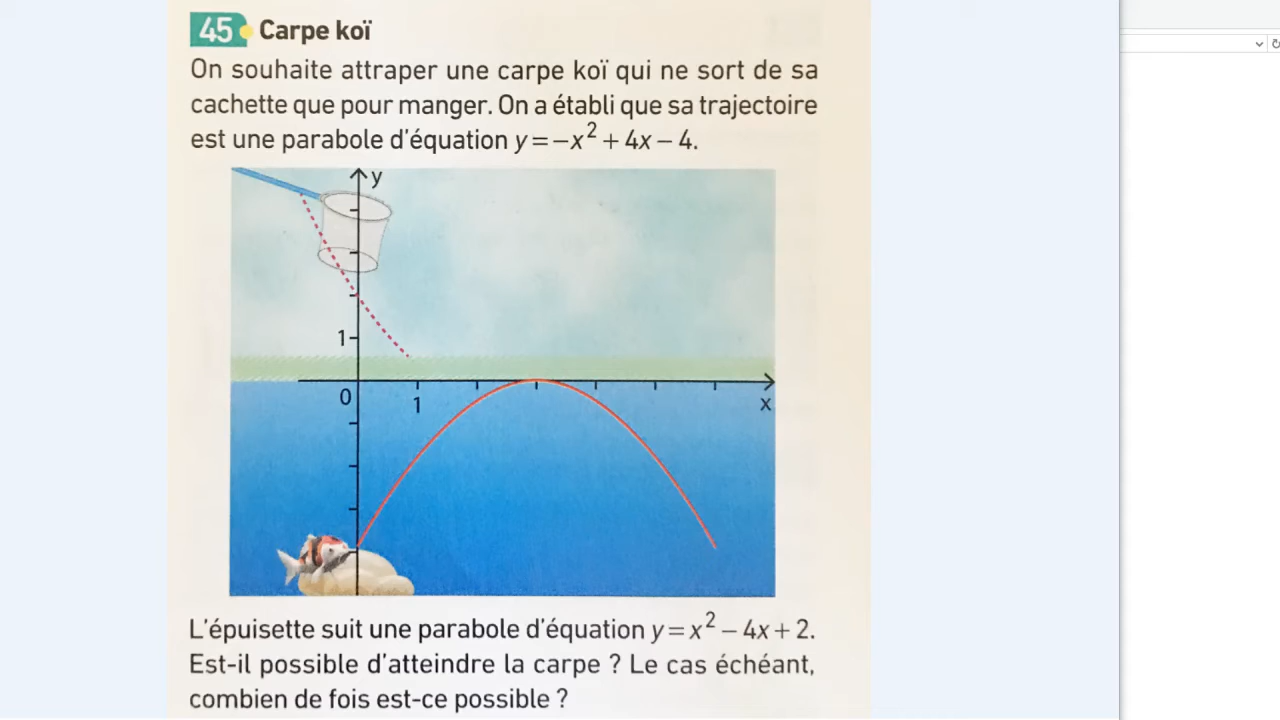 45 Carpe koï
On souhaite attraper une carpe koï qui ne sort de sa
cachette que pour manger. On a établi que sa trajectoire
est une parabole d'équation y = –x² + 4x – 4.
y
1
0
1
x
L'épuisette suit une parabole d'équation y = x² – 4x + 2.
Est-il possible d'atteindre la carpe ? Le cas échéant,
combien de fois est-ce possible ?